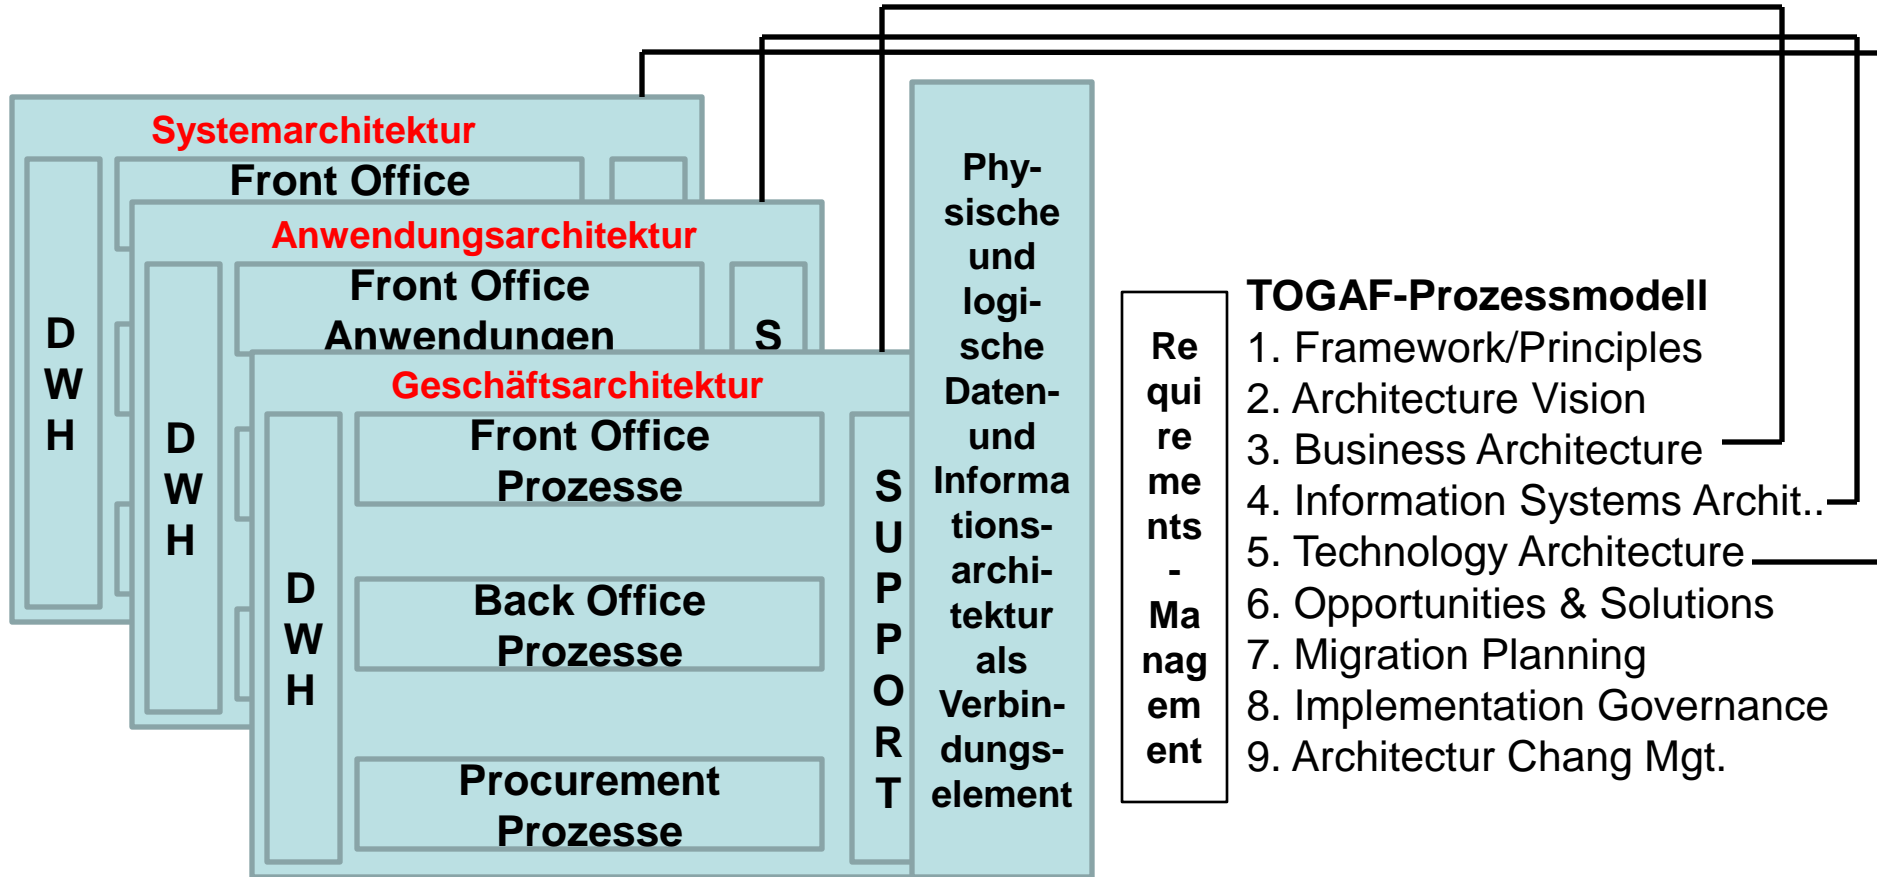 Systemarchitektur
Front Office
D
W
H
Anwendungsarchitektur
Front Office
Anwendungen
D
W
H
S
Geschäftsarchitektur
Front Office
Prozesse
Back Office
Prozesse
Procurement
Prozesse
D
W
H
S
U
P
P
O
R
T
Phy-
sische
und
logi-
sche
Daten-
und
Informa
tions-
archi-
tektur
als
Verbin-
dungs-
element
Re
qui
re
me
nts
-
Ma
nag
em
ent
TOGAF-Prozessmodell
1. Framework/Principles
2. Architecture Vision
3. Business Architecture
4. Information Systems Archit..
5. Technology Architecture
6. Opportunities & Solutions
7. Migration Planning
8. Implementation Governance
9. Architectur Chang Mgt.